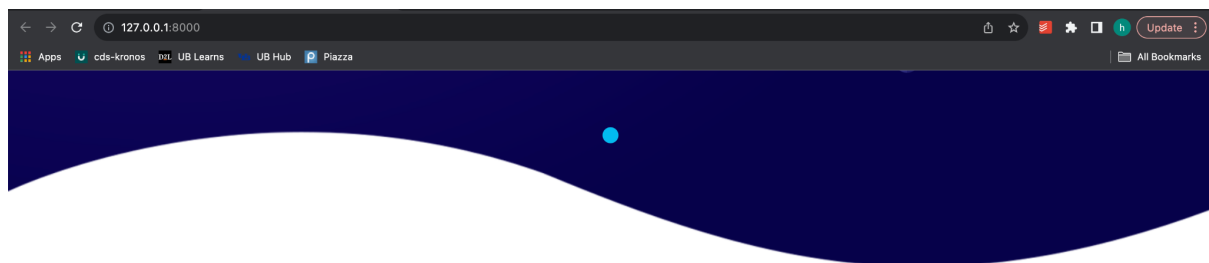 127.0.0.1:8000
h
Update
Apps
cds-kronos
D2L UB Learns
UB Hub
Piazza
All Bookmarks